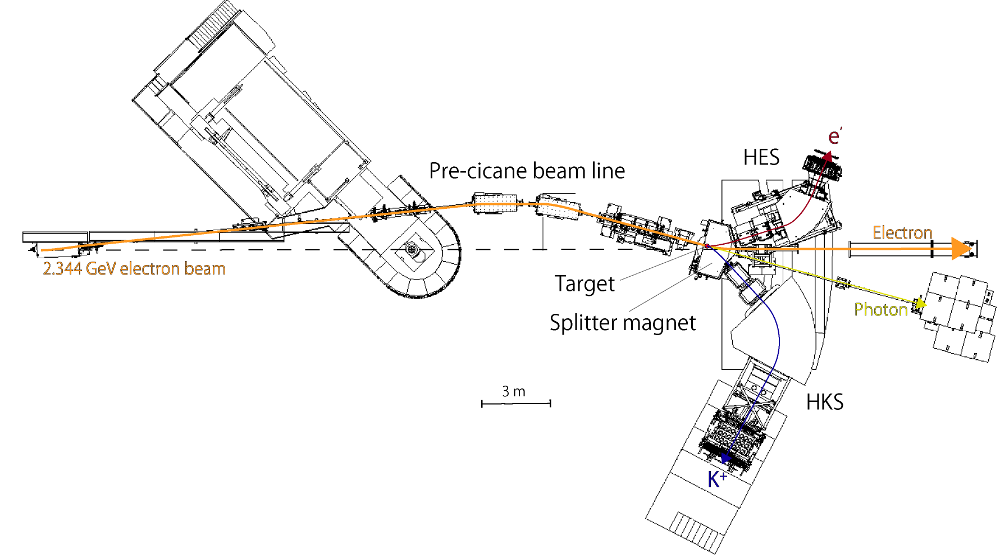 e′
HES
Pre-cicane beam line
Electron
2.344 GeV electron beam
Target
Photon
Splitter magnet
3 m
HKS
K⁺